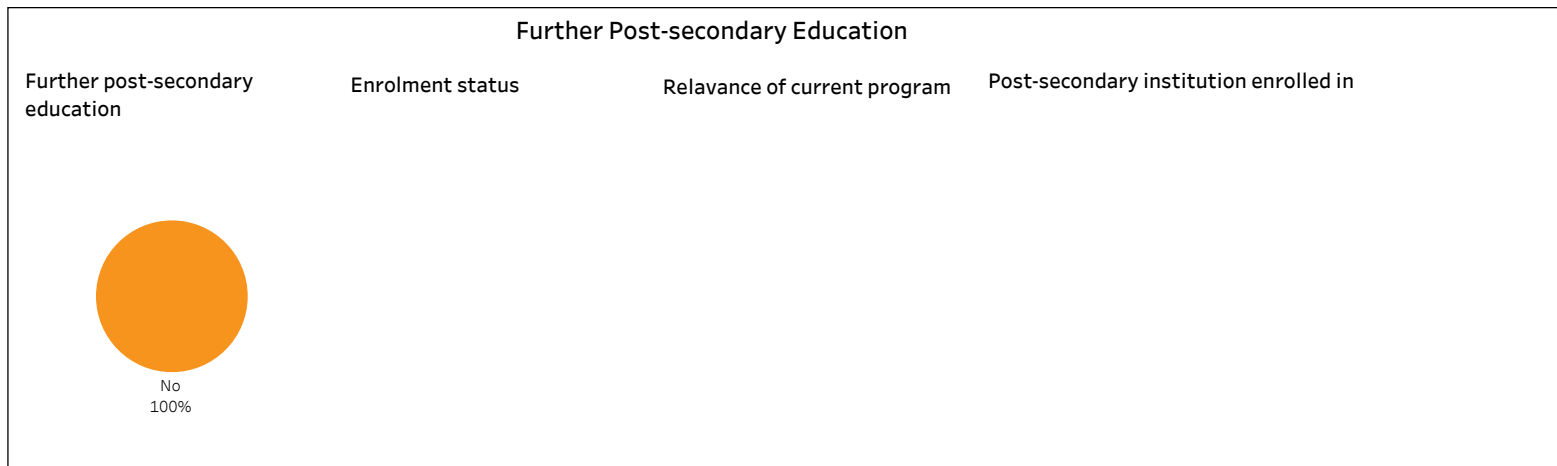 Further Post-secondary Education
Further post-secondary
education
Enrolment status
Relavance of current program
Post-secondary institution enrolled in
No
100%